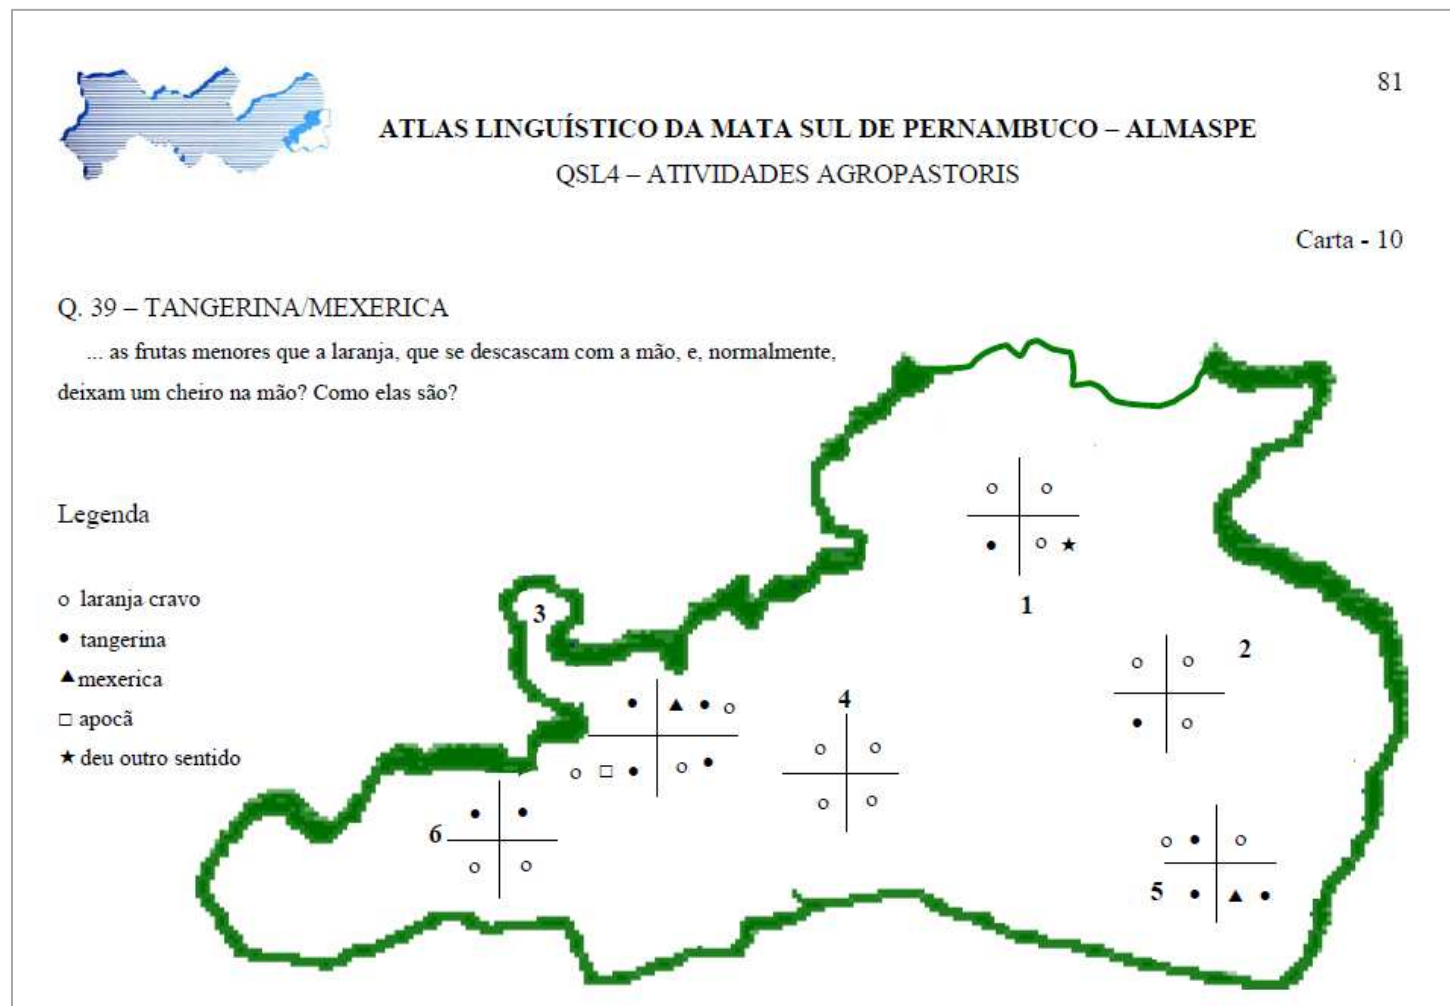 81
ATLAS LINGUÍSTICO DA MATA SUL DE PERNAMBUCO – ALMASPE
QSL4 – ATIVIDADES AGROPASTORIS
Carta - 10
Q. 39 – TANGERINA/MEXERICA
... as frutas menores que a laranja, que se descascam com a mão, e, normalmente,
deixam um cheiro na mão? Como elas são?
Legenda
laranja cravo
tangerina
mexerica
apocã
deu outro sentido
1
2
3
4
5
6